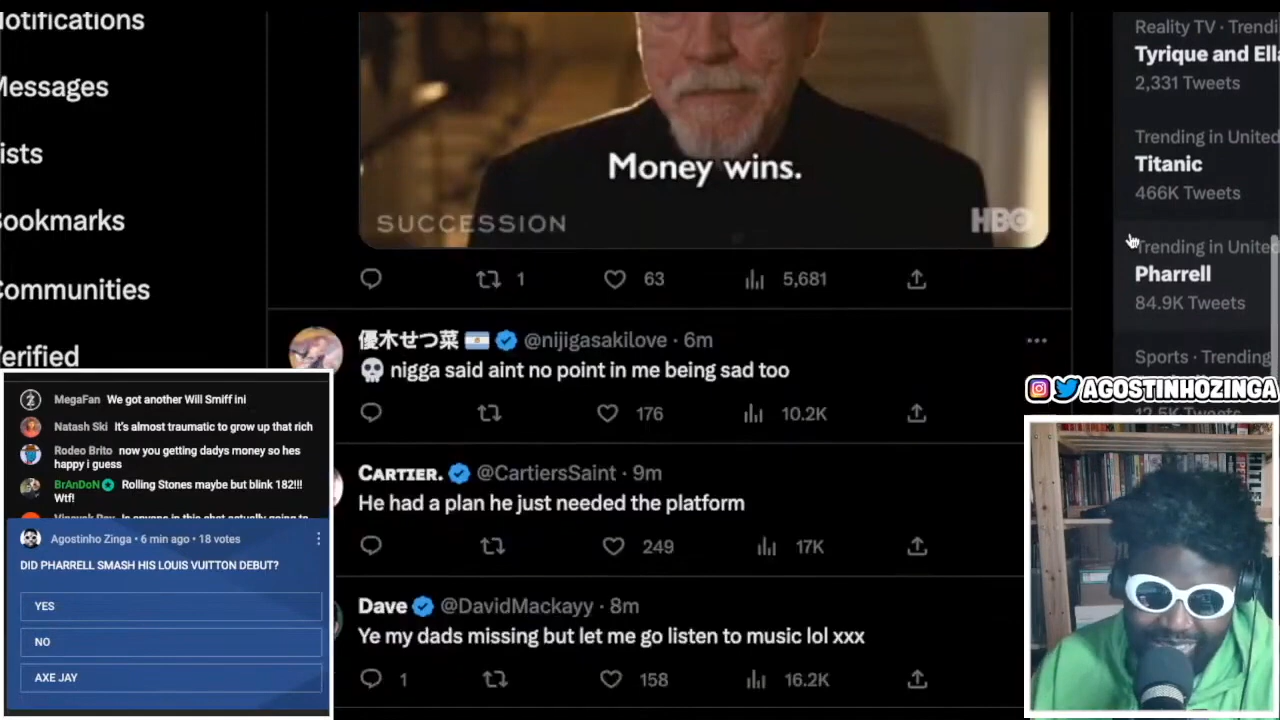 otifications
Messages
ists
Bookmarks
Communities
erified
Money wins.
SUCCESSION
HBO
1
63
5,681
優木せつ菜 @nijigasakilove · 6m
💀 nigga said aint no point in me being sad too
176
10.2K
CARTIER. @CartiersSaint · 9m
He had a plan he just needed the platform
249
17K
Dave @DavidMackayy · 8m
Ye my dads missing but let me go listen to music lol xxx
1
158
16.2K
Reality TV · Trendi
Tyrique and Ell
2,331 Tweets
Trending in United
Titanic
466K Tweets
Trending in United
Pharrell
84.9K Tweets
Sports · Trending
12.5K Tweets
AGOSTINHOZINGA
MegaFan We got another Will Smiff ini
Natash Ski It's almost traumatic to grow up that rich
Rodeo Brito now you getting dadys money so hes
happy i guess
BrAnDoN Rolling Stones maybe but blink 182!!!
Wtf!
Agostinho Zinga • 6 min ago • 18 votes
DID PHARRELL SMASH HIS LOUIS VUITTON DEBUT?
YES
NO
AXE JAY